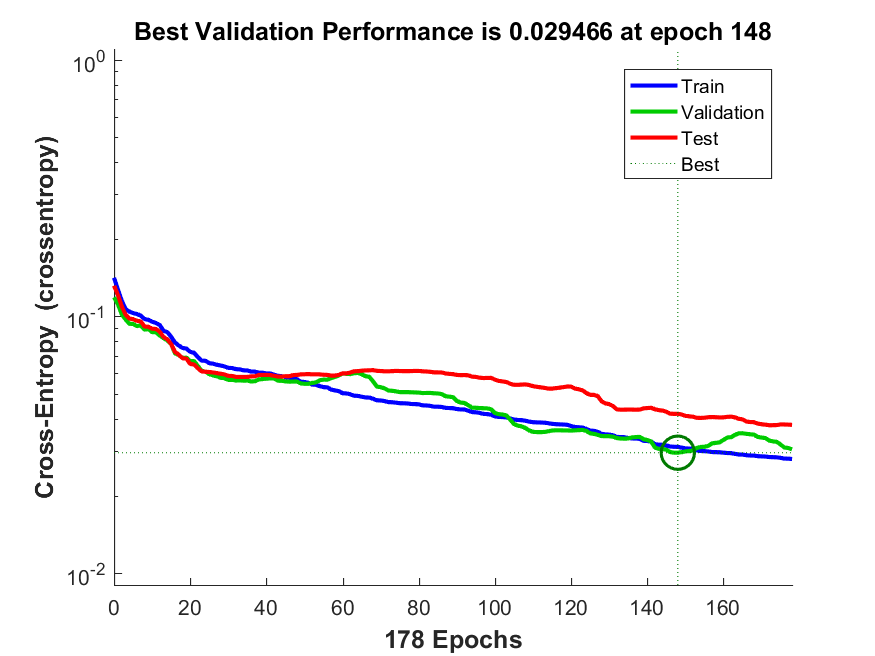 Best Validation Performance is 0.029466 at epoch 148
Cross-Entropy (crossentropy)
10^0
10^-1
10^-2
Train
Validation
Test
Best
0 20 40 60 80 100 120 140 160
178 Epochs